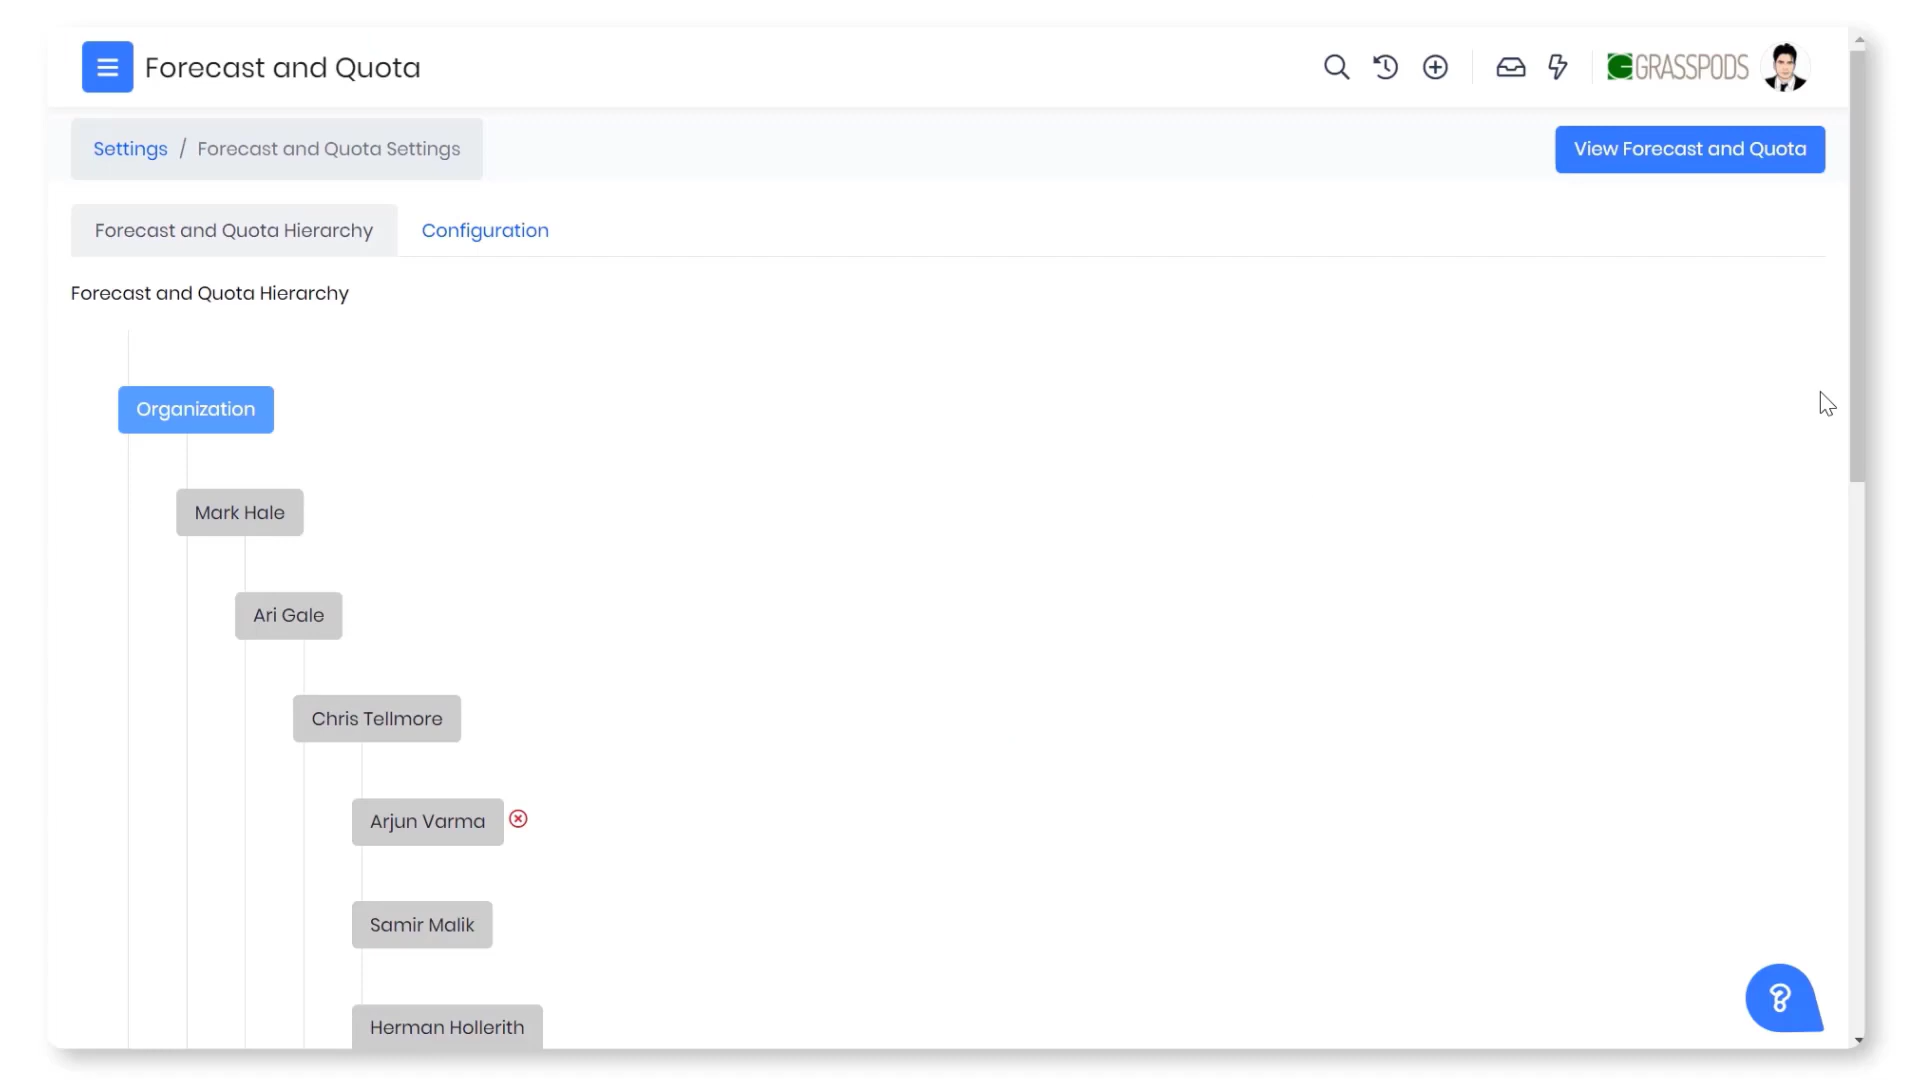 Forecast and Quota
GRASSPODS
Settings / Forecast and Quota Settings
View Forecast and Quota
Forecast and Quota Hierarchy
Configuration
Forecast and Quota Hierarchy
Organization
Mark Hale
Ari Gale
Chris Tellmore
Arjun Varma
Samir Malik
Herman Hollerith
?